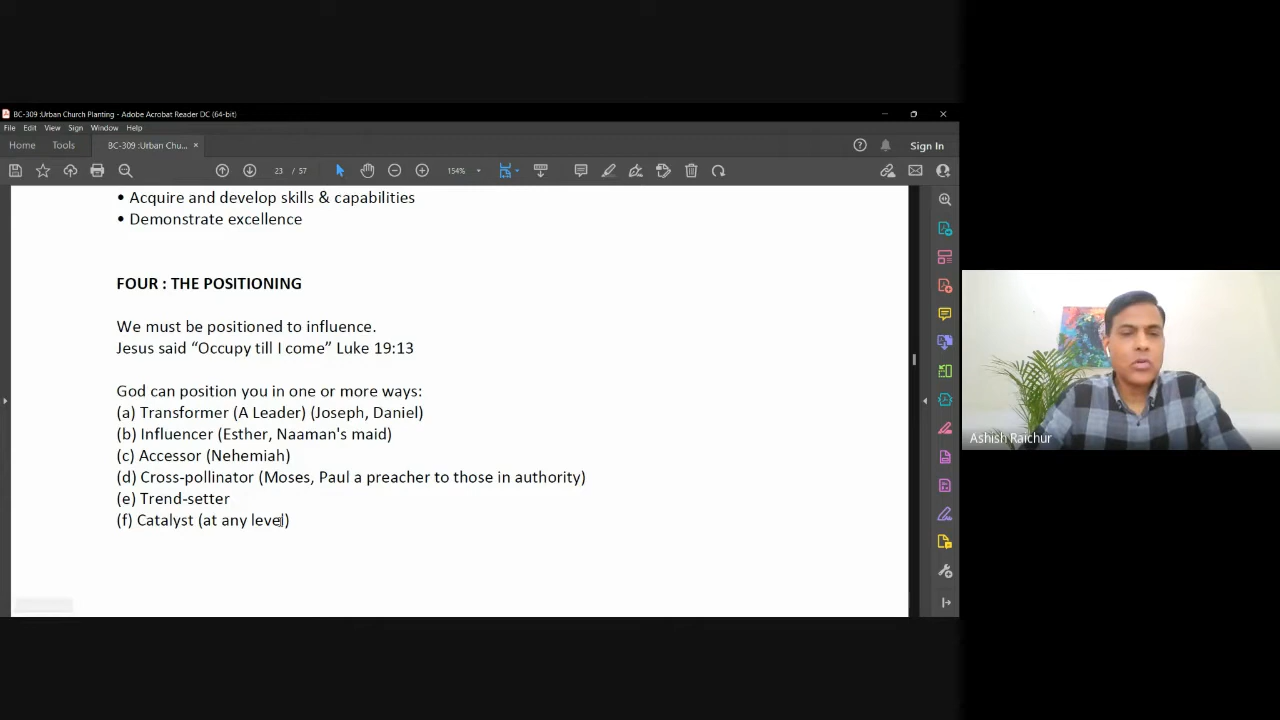 BC-309 :Urban Church Planting - Adobe Acrobat Reader DC (64-bit)
File Edit View Sign Window Help
Home Tools BC-309 :Urban Chu... × Sign In
23 / 57 154%
• Acquire and develop skills & capabilities
• Demonstrate excellence
FOUR : THE POSITIONING
We must be positioned to influence.
Jesus said “Occupy till I come” Luke 19:13
God can position you in one or more ways:
(a) Transformer (A Leader) (Joseph, Daniel)
(b) Influencer (Esther, Naaman's maid)
(c) Accessor (Nehemiah)
(d) Cross-pollinator (Moses, Paul a preacher to those in authority)
(e) Trend-setter
(f) Catalyst (at any level)
Ashish Raichur